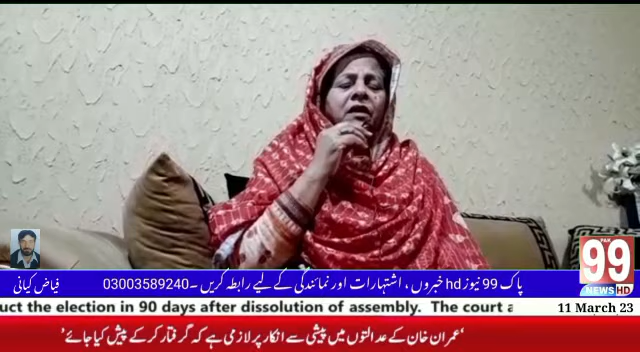 PAK
99
NEWS HD
فیاض کیانی
پاک 99 نیوز hd خبروں ، اشتہارات اور نمائندگی کے لیے رابطہ کریں ۔03003589240
uct the election in 90 days after dissolution of assembly. The court a
11 March 23
‘عمران خان کے عدالتوں میں پیشی سے انکار پر لازمی ہے کہ گرفتار کر کے پیش کیا جائے’